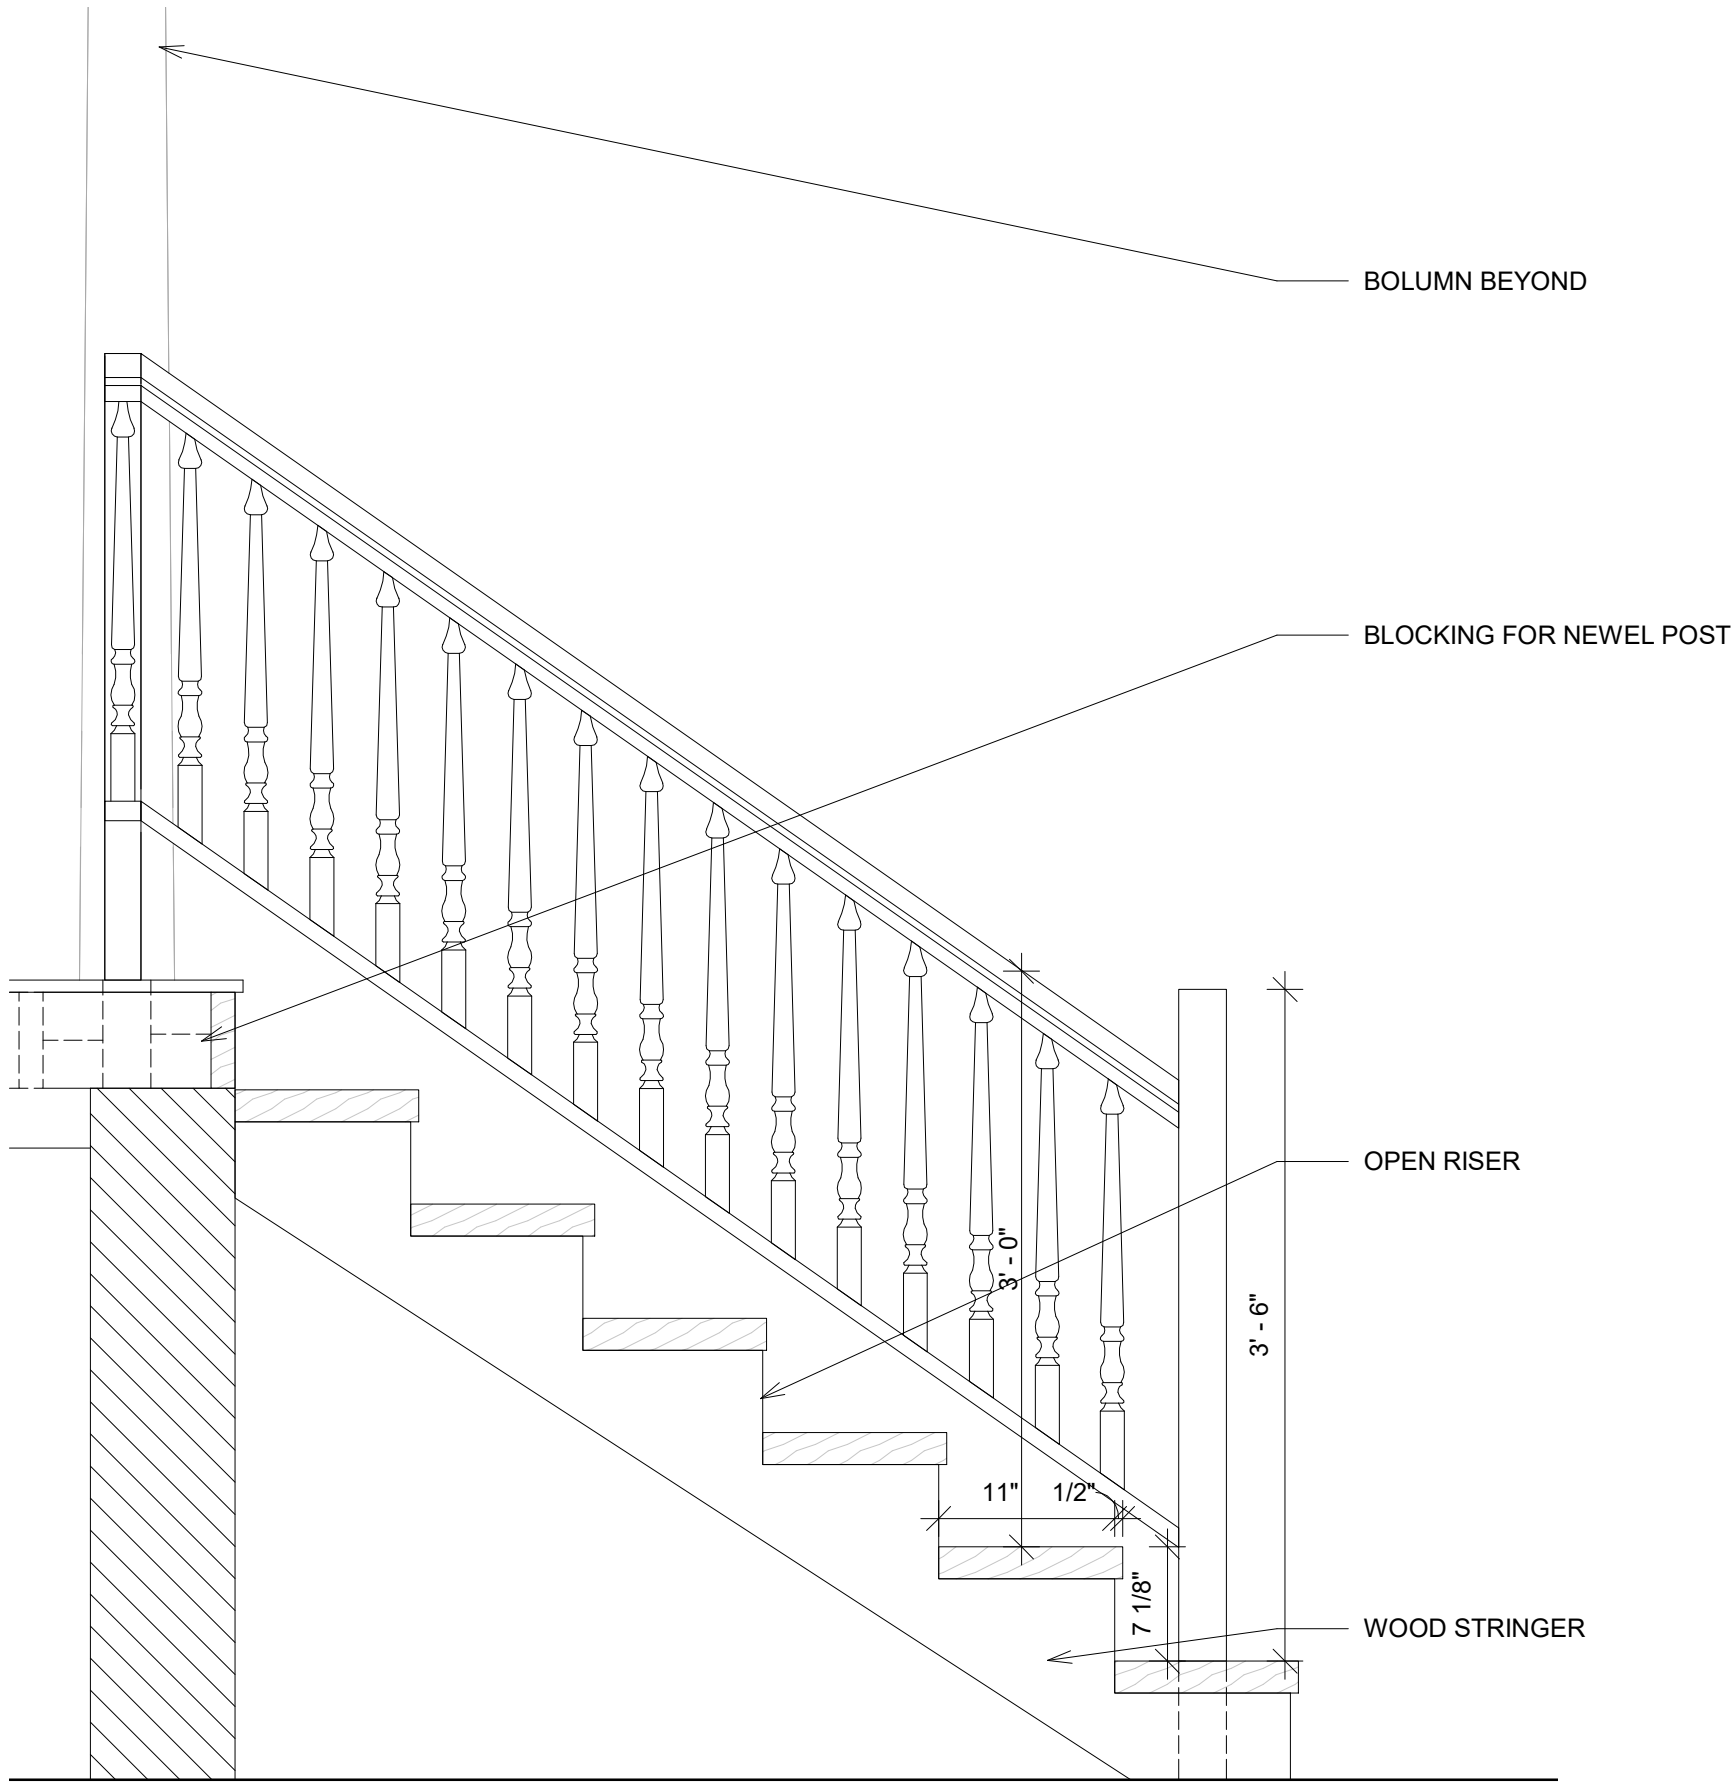 BOLUMN BEYOND
BLOCKING FOR NEWEL POST
OPEN RISER
3' - 0"
3' - 6"
11"
1/2"
7 1/8"
WOOD STRINGER